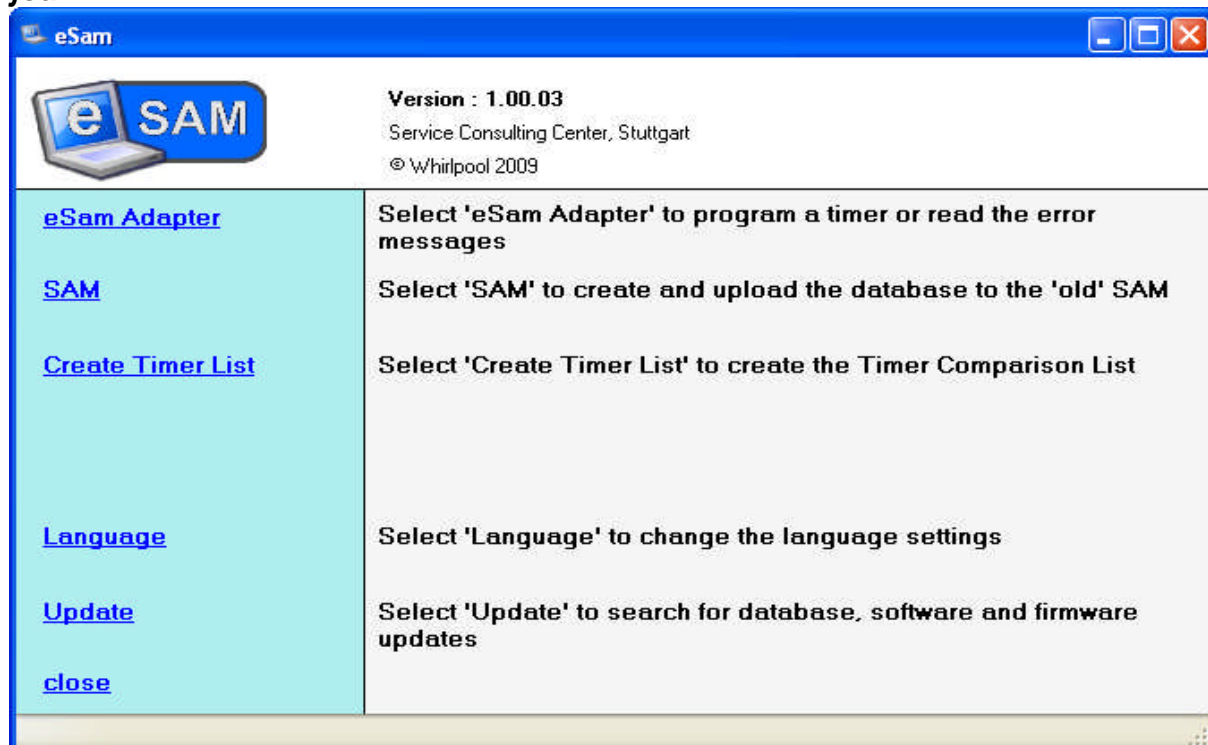 eSam
e SAM
Version : 1.00.03
Service Consulting Center, Stuttgart
© Whirlpool 2009
eSam Adapter
Select 'eSam Adapter' to program a timer or read the error
messages
SAM
Select 'SAM' to create and upload the database to the 'old' SAM
Create Timer List
Select 'Create Timer List' to create the Timer Comparison List
Language
Select 'Language' to change the language settings
Update
Select 'Update' to search for database, software and firmware
updates
close